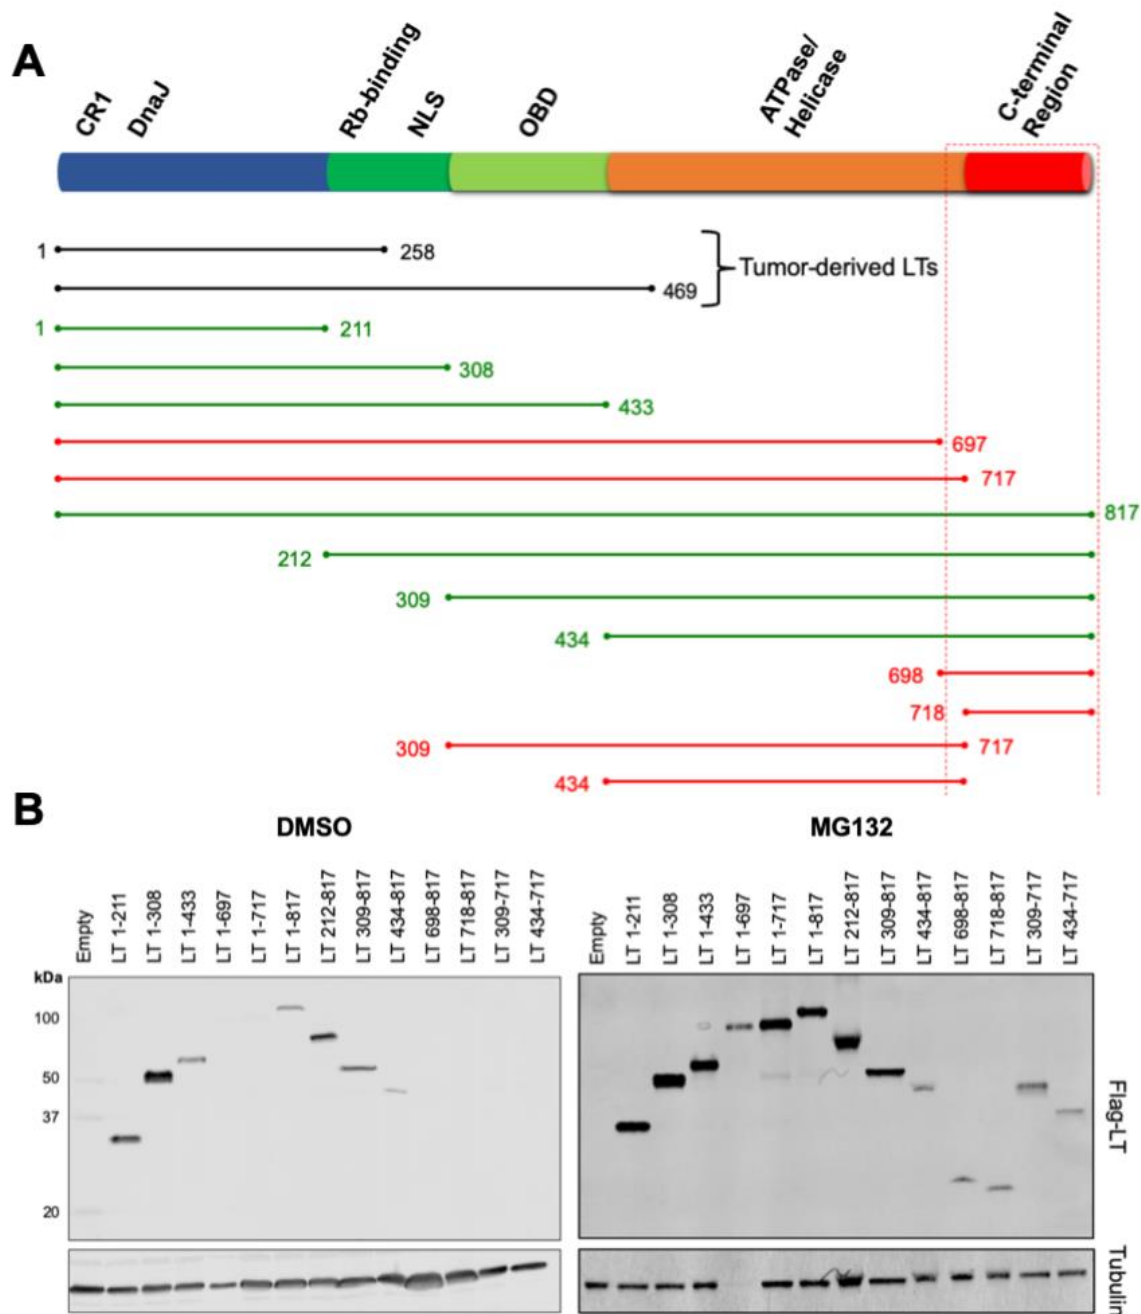 A
CR1
DnaJ
Rb-binding
NLS
OBD
ATPase/
Helicase
C-terminal
Region
1
258
469
Tumor-derived LTs
1
211
308
433
697
717
817
212
309
434
698
718
309
717
434
B
DMSO
MG132
Empty
LT 1-211
LT 1-308
LT 1-433
LT 1-697
LT 1-717
LT 1-817
LT 212-817
LT 309-817
LT 434-817
LT 698-817
LT 718-817
LT 309-717
LT 434-717
Empty
LT 1-211
LT 1-308
LT 1-433
LT 1-697
LT 1-717
LT 1-817
LT 212-817
LT 309-817
LT 434-817
LT 698-817
LT 718-817
LT 309-717
LT 434-717
kDa
100
50
37
20
Flag-LT
Tubulin